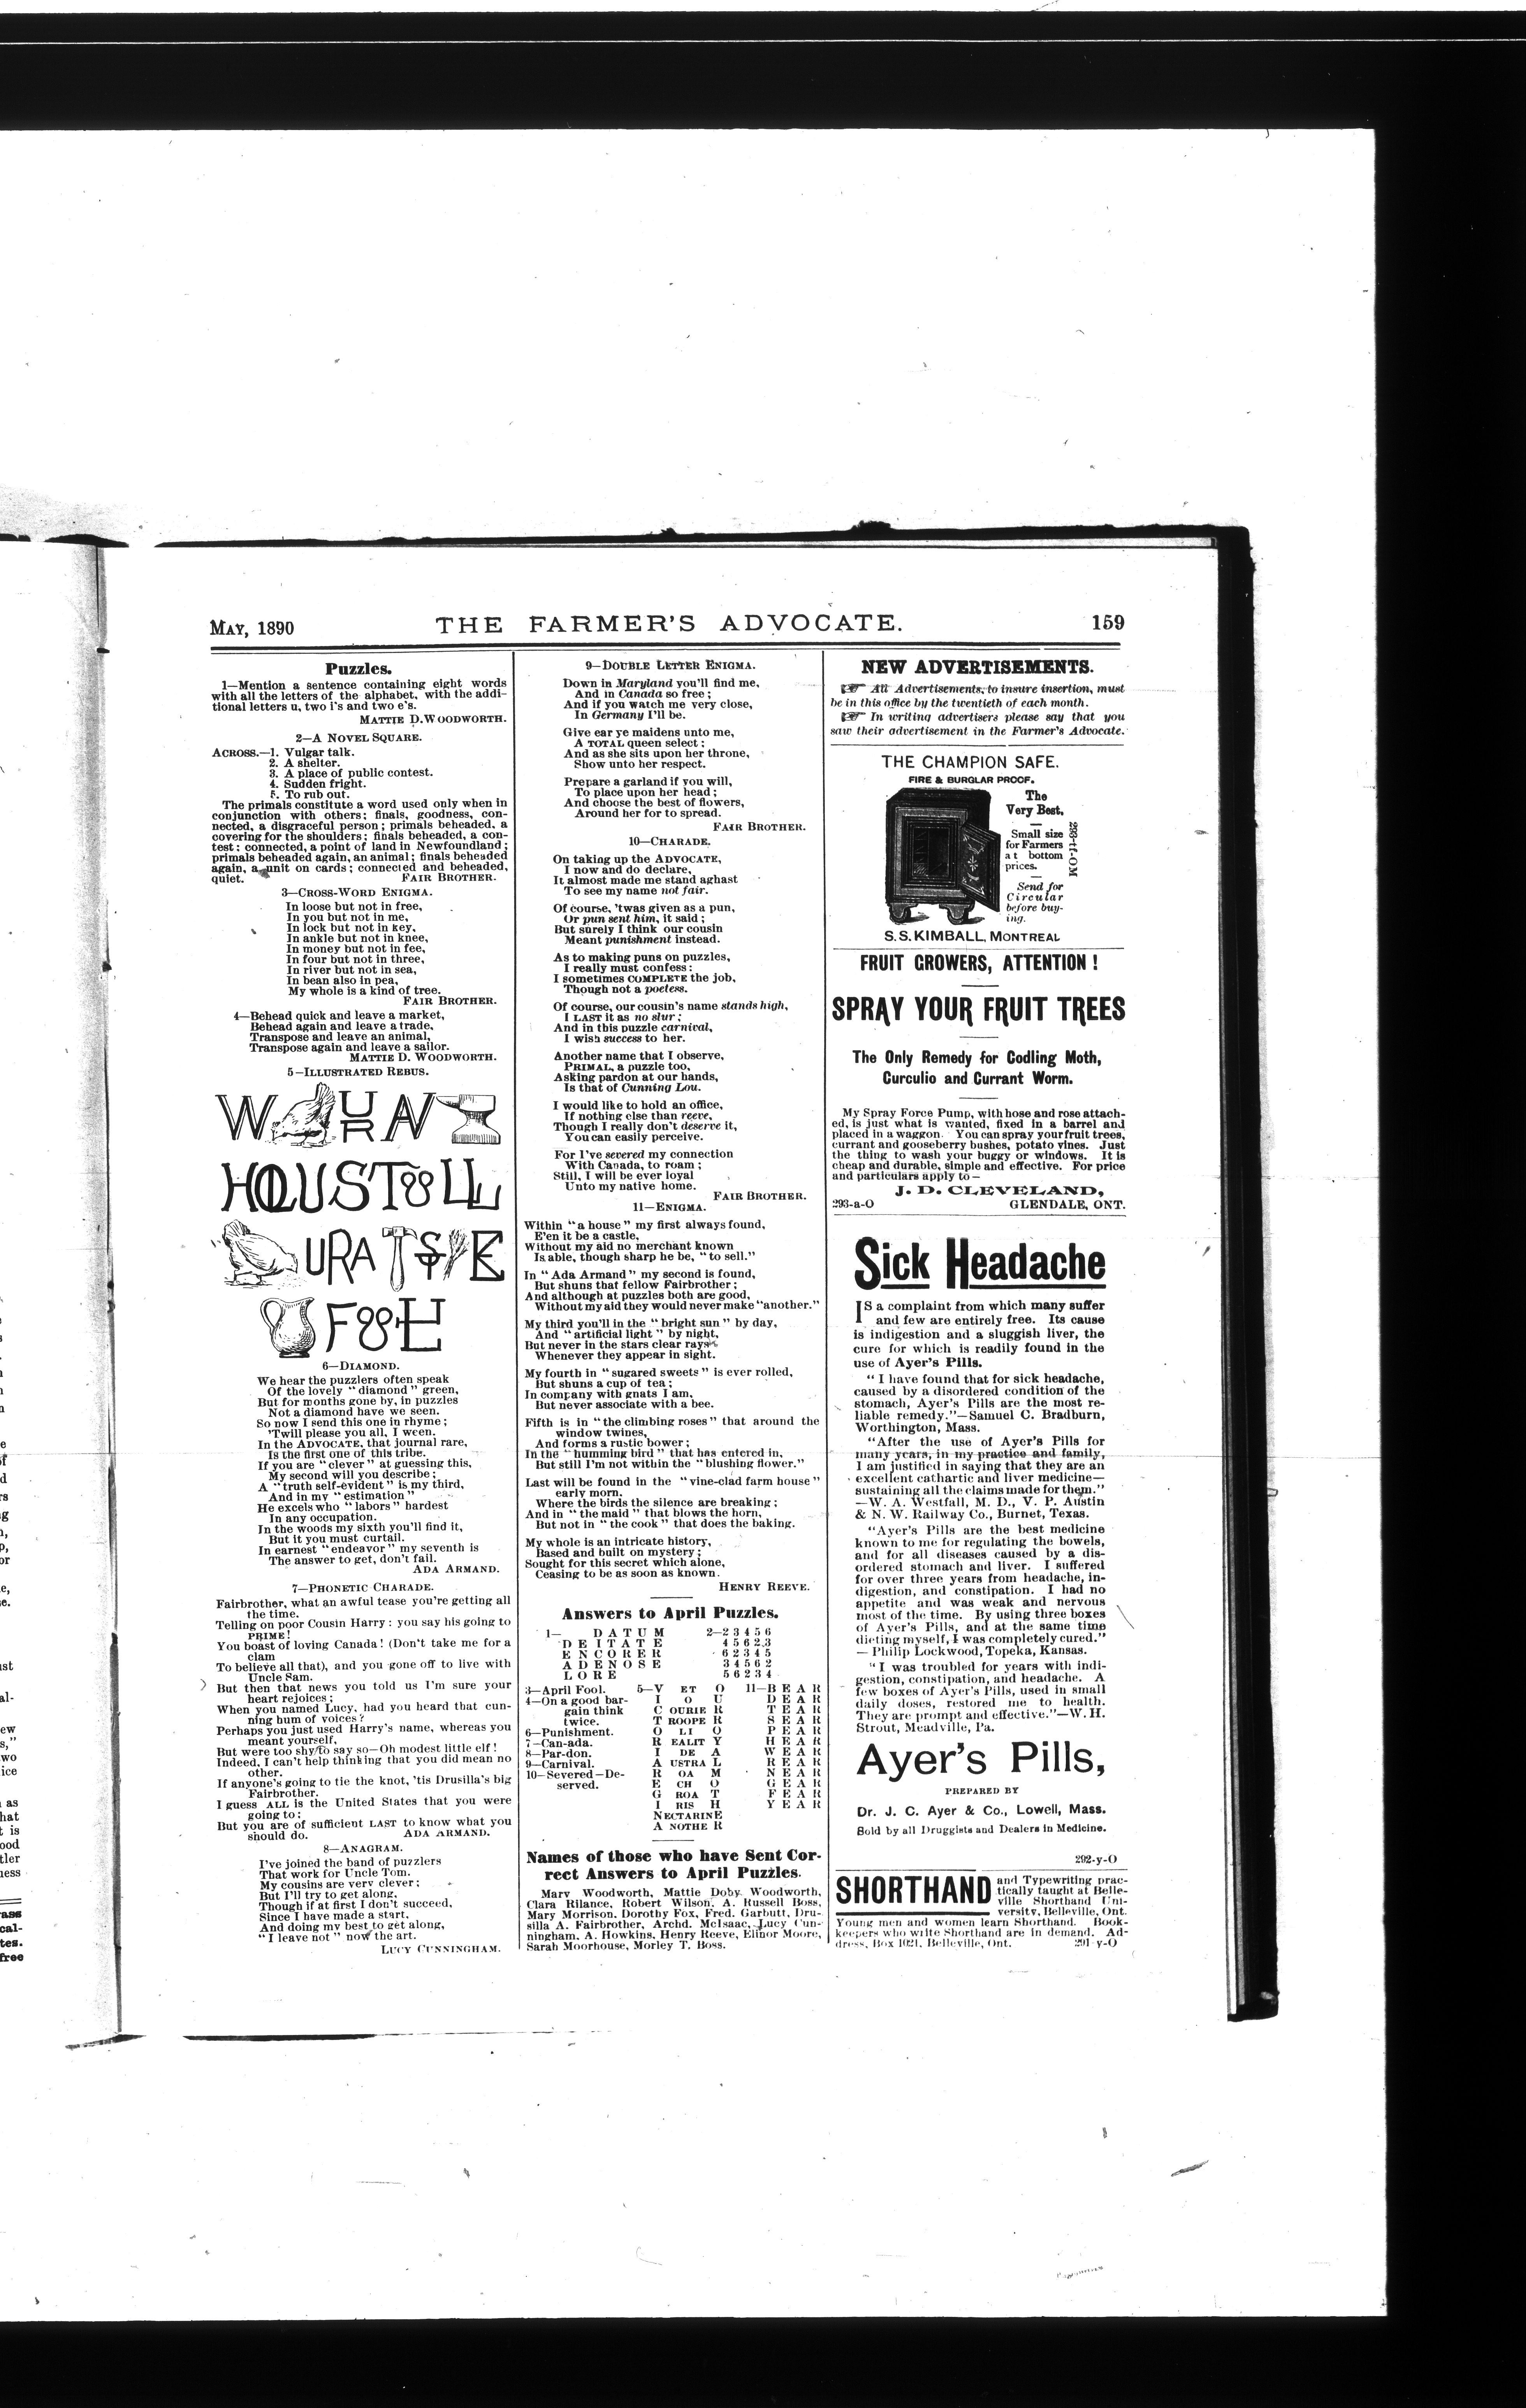 MAY, 1890
THE FARMER'S ADVOCATE.
159
Puzzles.
1—Mention a sentence containing eight words
with all the letters of the alphabet, with the addi-
tional letters u, two i's and two e's.
MATTIE D. WOODWORTH.
2—A NOVEL SQUARE.
ACROSS.—1. Vulgar talk.
2. A shelter.
3. A place of public contest.
4. Sudden fright.
5. To rub out.
The primals constitute a word used only when in
conjunction with others; finals, goodness, con-
nected, a disgraceful person; primals beheaded, a
covering for the shoulders; finals beheaded, a con-
test; connected, a point of land in Newfoundland;
primals beheaded again, an animal; finals beheaded
again, a unit on cards; connected and beheaded,
quiet. FAIR BROTHER.
3—CROSS-WORD ENIGMA.
In loose but not in free,
In you but not in me,
In lock but not in key,
In ankle but not in knee,
In money but not in fee,
In four but not in three,
In river but not in sea,
In bean also in pea,
My whole is a kind of tree.
FAIR BROTHER.
4—Behead quick and leave a market,
Behead again and leave a trade,
Transpose and leave an animal,
Transpose again and leave a sailor.
MATTIE D. WOODWORTH.
5—ILLUSTRATED REBUS.
6—DIAMOND.
We hear the puzzlers often speak
Of the lovely "diamond" green,
But for months gone by, in puzzles
Not a diamond have we seen.
So now I send this one in rhyme;
'Twill please you all, I ween.
In the ADVOCATE, that journal rare,
Is the first one of this tribe.
If you are "clever" at guessing this,
My second will you describe;
A "truth self-evident" is my third,
And in my "estimation"
He excels who "labors" hardest
In any occupation.
In the woods my sixth you'll find it,
But it you must curtail.
In earnest "endeavor" my seventh is
The answer to get, don't fail.
ADA ARMAND.
7—PHONETIC CHARADE.
Fairbrother, what an awful tease you're getting all
the time.
Telling on poor Cousin Harry: you say his going to
PRIME!
You boast of loving Canada! (Don't take me for a
clam
To believe all that), and you gone off to live with
Uncle Sam.
But then that news you told us I'm sure your
heart rejoices;
When you named Lucy, had you heard that cun-
ning hum of voices?
Perhaps you just used Harry's name, whereas you
meant yourself,
But were too shy to say so—Oh modest little elf!
Indeed, I can't help thinking that you did mean no
other.
If anyone's going to tie the knot, 'tis Drusilla's big
Fairbrother.
I guess ALL is the United States that you were
going to;
But you are of sufficient LAST to know what you
should do. ADA ARMAND.
8—ANAGRAM.
I've joined the band of puzzlers
That work for Uncle Tom.
My cousins are very clever;
But I'll try to get along,
Though if at first I don't succeed,
Since I have made a start,
And doing my best to get along,
"I leave not" now the art.
LUCY CUNNINGHAM.
9—DOUBLE LETTER ENIGMA.
Down in Maryland you'll find me,
And in Canada so free;
And if you watch me very close,
In Germany I'll be.
Give ear ye maidens unto me,
A TOTAL queen select;
And as she sits upon her throne,
Show unto her respect.
Prepare a garland if you will,
To place upon her head;
And choose the best of flowers,
Around her for to spread.
FAIR BROTHER.
10—CHARADE.
On taking up the ADVOCATE,
I now and do declare,
It almost made me stand aghast
To see my name not fair.
Of course, 'twas given as a pun,
Or pun sent him, it said;
But surely I think our cousin
Meant punishment instead.
As to making puns on puzzles,
I really must confess:
I sometimes COMPLETE the job,
Though not a poetess.
Of course, our cousin's name stands high,
I LAST it as no slur;
And in this puzzle carnival,
I wish success to her.
Another name that I observe,
PRIMAL, a puzzle too,
Asking pardon at our hands,
Is that of Cunning Lou.
I would like to hold an office,
If nothing else than reeve,
Though I really don't deserve it,
You can easily perceive.
For I've severed my connection
With Canada, to roam;
Still, I will be ever loyal
Unto my native home.
FAIR BROTHER.
11—ENIGMA.
Within "a house" my first always found,
E'en it be a castle,
Without my aid no merchant known
Is able, though sharp he be, "to sell."
In "Ada Armand" my second is found,
But shuns that fellow Fairbrother;
And although at puzzles both are good,
Without my aid they would never make "another."
My third you'll in the "bright sun" by day,
And "artificial light" by night,
But never in the stars clear rays
Whenever they appear in sight.
My fourth in "sugared sweets" is ever rolled,
But shuns a cup of tea;
In company with gnats I am,
But never associate with a bee.
Fifth is in "the climbing roses" that around the
window twines,
And forms a rustic bower;
In the "humming bird" that has entered in,
But still I'm not within the "blushing flower."
Last will be found in the "vine-clad farm house"
early morn.
Where the birds the silence are breaking;
And in "the maid" that blows the horn,
But not in "the cook" that does the baking.
My whole is an intricate history,
Based and built on mystery;
Sought for this secret which alone,
Ceasing to be as soon as known.
HENRY REEVE.
Answers to April Puzzles.
1— D A T U M
D E I T A T E
E N C O R E R
A D E N O S E
L O R E
2—2 3 4 5 6
4 5 6 2 3
6 2 3 4 5
3 4 5 6 2
5 6 2 3 4
3—April Fool.
4—On a good bar-
gain think
twice.
6—Punishment.
7—Can-ada.
8—Par-don.
9—Carnival.
10—Severed—De-
served.
5—V ET O
I O U
C OURIE R
T ROOPE R
O LI O
R EALIT Y
I DE A
A USTRA L
R OA M
E CH O
G ROA T
I RIS H
NECTARINE
A NOTHE R
11—B E A R
D E A R
T E A R
S E A R
P E A R
H E A R
W E A R
R E A R
N E A R
G E A R
F E A R
Y E A R
Names of those who have Sent Cor-
rect Answers to April Puzzles.
Mary Woodworth, Mattie Doby Woodworth,
Clara Rilance, Robert Wilson, A. Russell Boss,
Mary Morrison, Dorothy Fox, Fred. Garbutt, Dru-
silla A. Fairbrother, Archd. McIsaac, Lucy Cun-
ningham, A. Howkins, Henry Reeve, Elinor Moore,
Sarah Moorhouse, Morley T. Boss.
NEW ADVERTISEMENTS.
All Advertisements, to insure insertion, must
be in this office by the twentieth of each month.
In writing advertisers please say that you
saw their advertisement in the Farmer's Advocate.
THE CHAMPION SAFE.
FIRE & BURGLAR PROOF.
The
Very Best,
Small size
for Farmers
at bottom
prices.
Send for
Circular
before buy-
ing.
298-tf-OM
S. S. KIMBALL, MONTREAL
FRUIT GROWERS, ATTENTION!
SPRAY YOUR FRUIT TREES
The Only Remedy for Codling Moth,
Curculio and Currant Worm.
My Spray Force Pump, with hose and rose attach-
ed, is just what is wanted, fixed in a barrel and
placed in a waggon. You can spray your fruit trees,
currant and gooseberry bushes, potato vines. Just
the thing to wash your buggy or windows. It is
cheap and durable, simple and effective. For price
and particulars apply to—
J. D. CLEVELAND,
293-a-O GLENDALE, ONT.
Sick Headache
IS a complaint from which many suffer
and few are entirely free. Its cause
is indigestion and a sluggish liver, the
cure for which is readily found in the
use of Ayer's Pills.
"I have found that for sick headache,
caused by a disordered condition of the
stomach, Ayer's Pills are the most re-
liable remedy."—Samuel C. Bradburn,
Worthington, Mass.
"After the use of Ayer's Pills for
many years, in my practice and family,
I am justified in saying that they are an
excellent cathartic and liver medicine—
sustaining all the claims made for them."
—W. A. Westfall, M. D., V. P. Austin
& N. W. Railway Co., Burnet, Texas.
"Ayer's Pills are the best medicine
known to me for regulating the bowels,
and for all diseases caused by a dis-
ordered stomach and liver. I suffered
for over three years from headache, in-
digestion, and constipation. I had no
appetite and was weak and nervous
most of the time. By using three boxes
of Ayer's Pills, and at the same time
dieting myself, I was completely cured."
— Philip Lockwood, Topeka, Kansas.
"I was troubled for years with indi-
gestion, constipation, and headache. A
few boxes of Ayer's Pills, used in small
daily doses, restored me to health.
They are prompt and effective."—W. H.
Strout, Meadville, Pa.
Ayer's Pills,
PREPARED BY
Dr. J. C. Ayer & Co., Lowell, Mass.
Sold by all Druggists and Dealers in Medicine.
292-y-O
SHORTHAND
and Typewriting prac-
tically taught at Belle-
ville Shorthand Uni-
versity, Belleville, Ont.
Young men and women learn Shorthand. Book-
keepers who write Shorthand are in demand. Ad-
dress, Box 1021, Belleville, Ont. 291-y-O